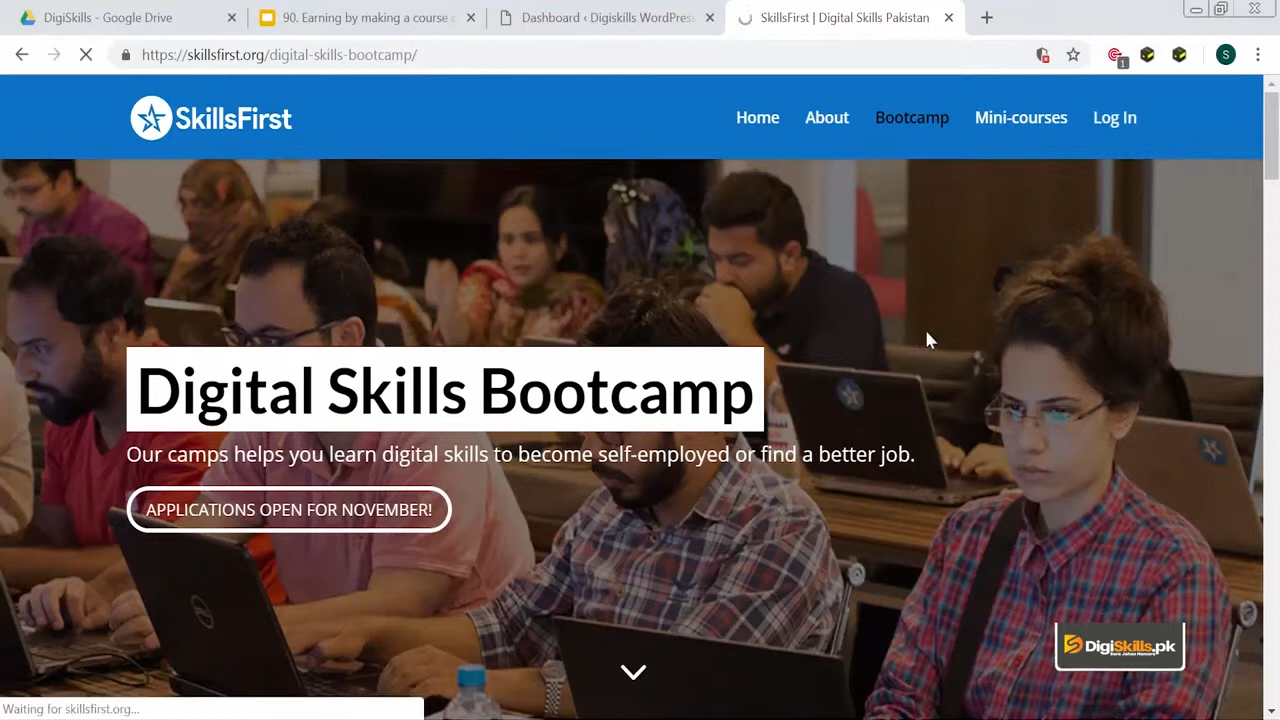 DigiSkills - Google Drive
90. Earning by making a course
Dashboard ‹ Digiskills WordPress
SkillsFirst | Digital Skills Pakistan
https://skillsfirst.org/digital-skills-bootcamp/
1
S
SkillsFirst
Home
About
Bootcamp
Mini-courses
Log In
Digital Skills Bootcamp
Our camps helps you learn digital skills to become self-employed or find a better job.
APPLICATIONS OPEN FOR NOVEMBER!
DigiSkills.pk
Waiting for skillsfirst.org...